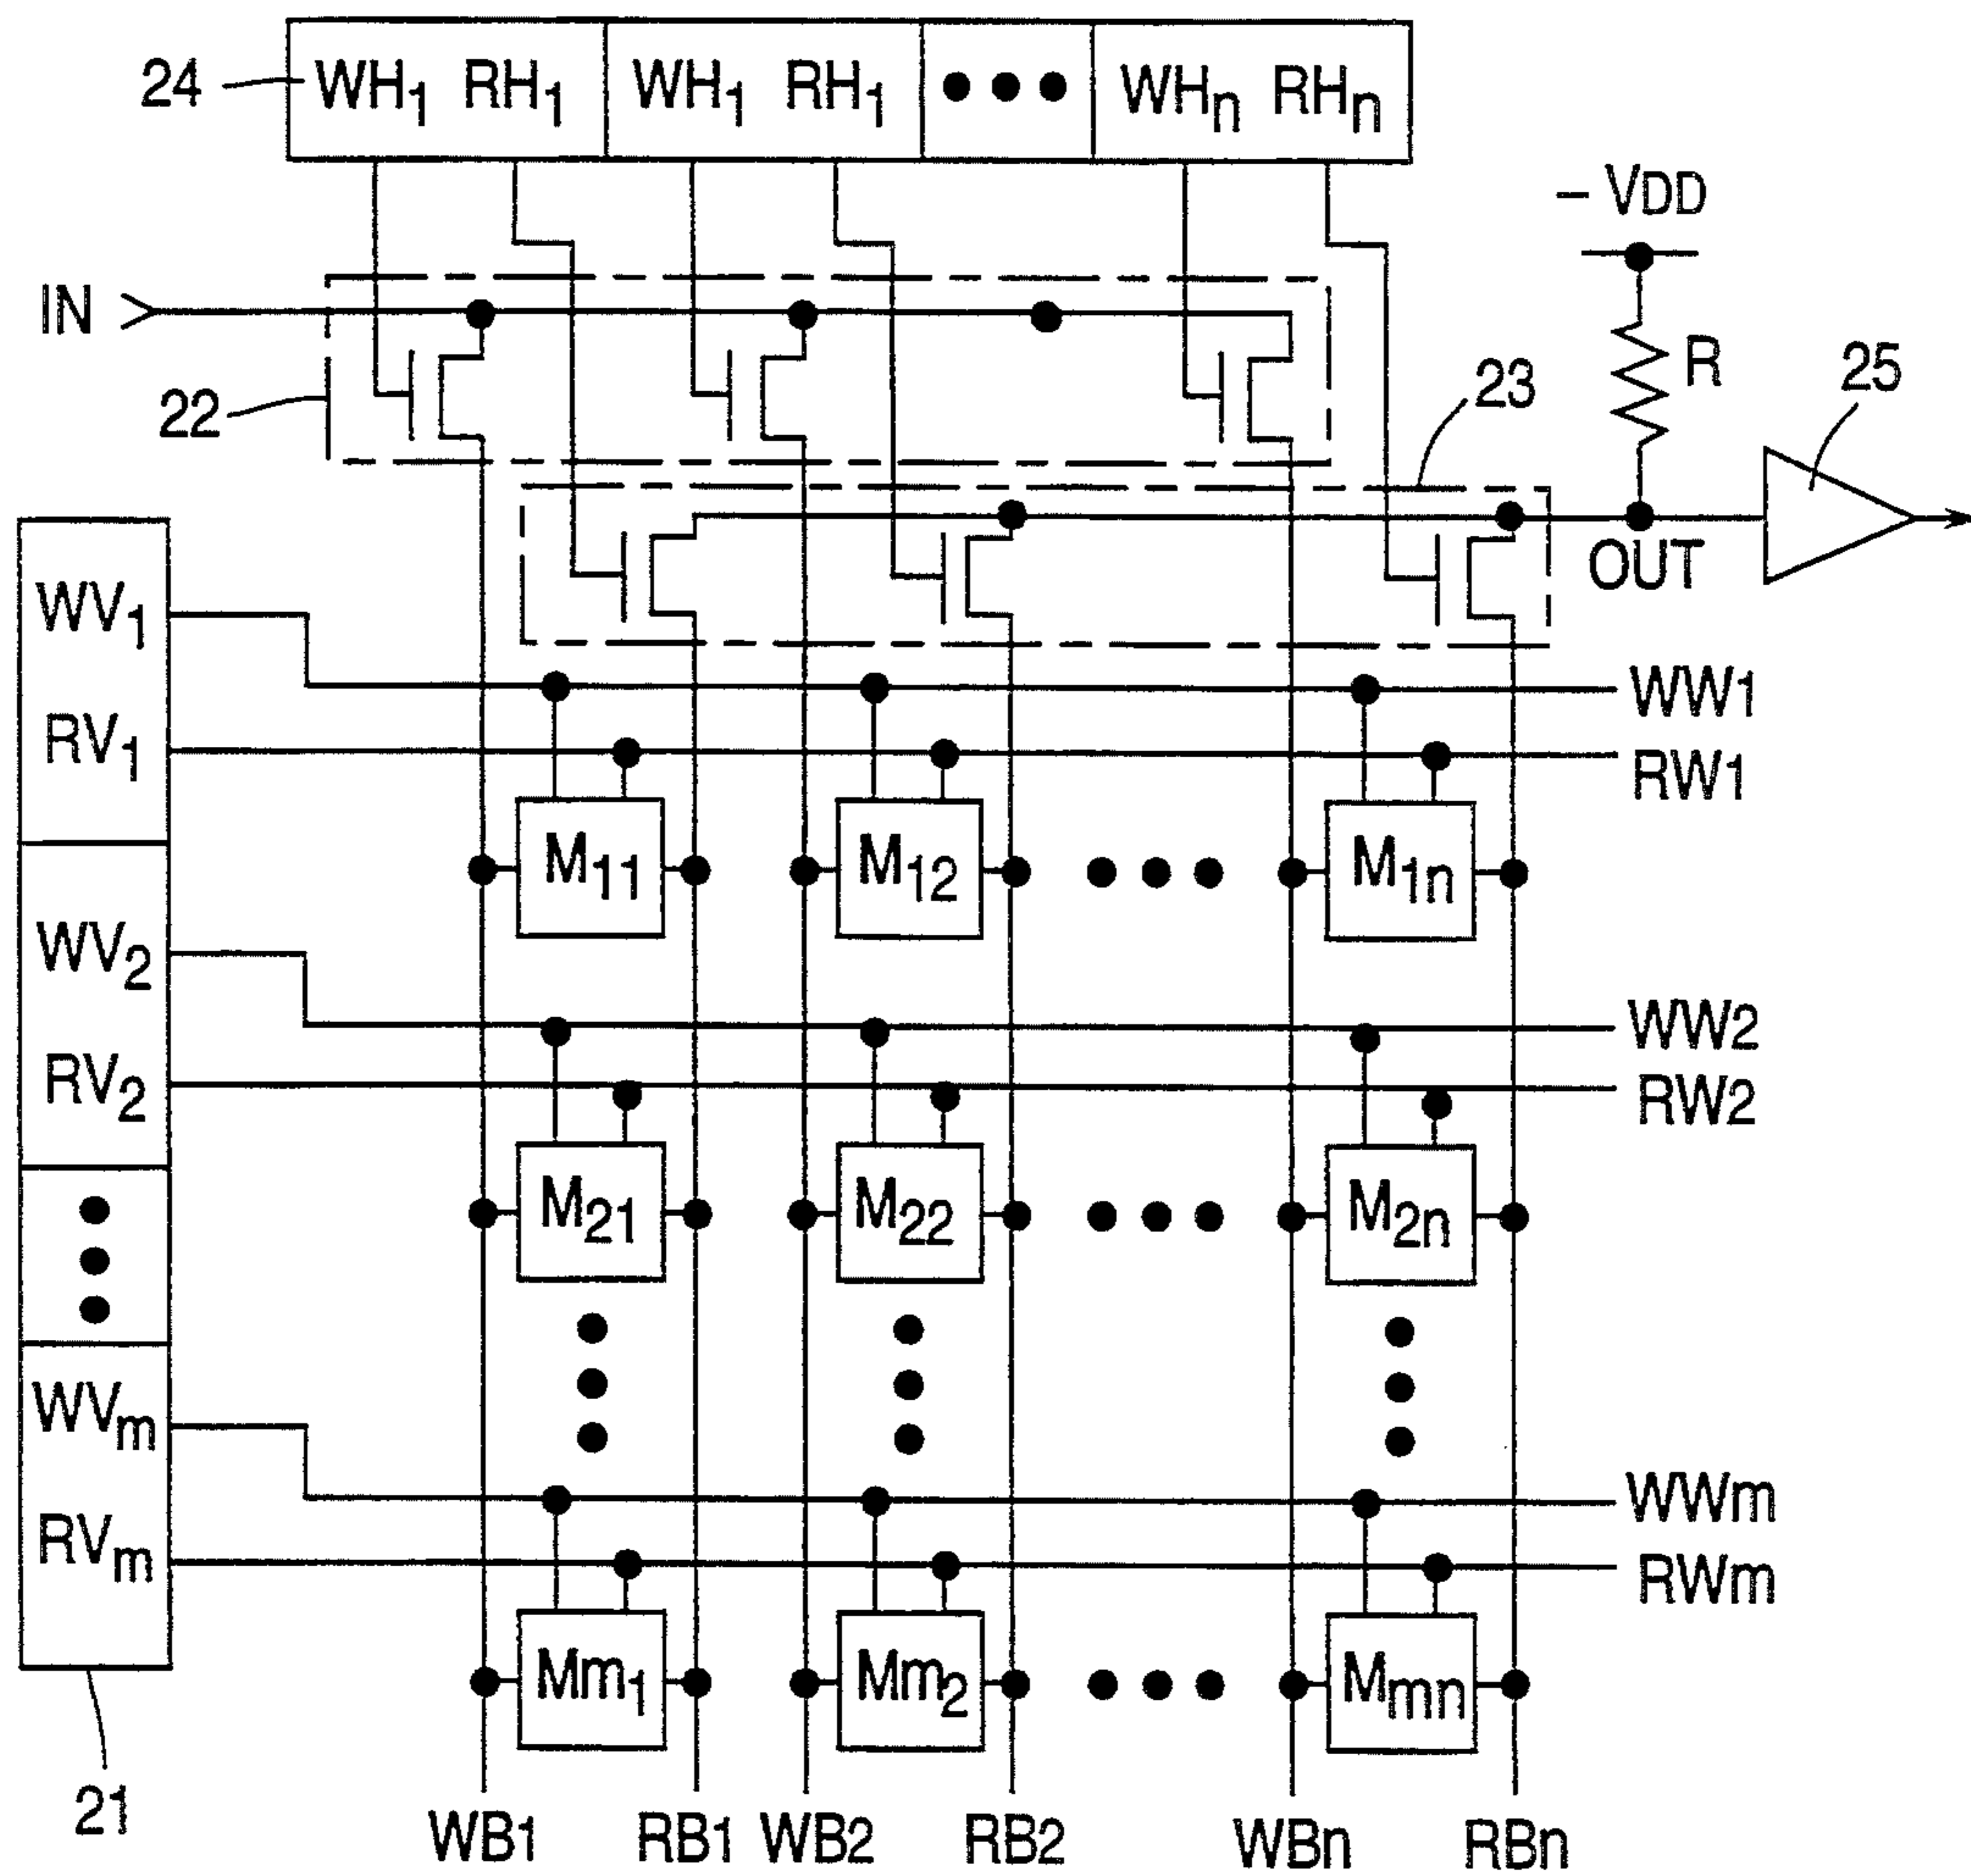 24 WH1 RH1 WH1 RH1 ••• WHn RHn
– VDD
IN
R
25
23
22
OUT
WV1
WW1
RV1
RW1
M11 M12 ••• M1n
WV2
WW2
RV2
RW2
M21 M22 ••• M2n
WVm
WWm
RVm
RWm
Mm1 Mm2 ••• Mmn
21
WB1 RB1 WB2 RB2 WBn RBn